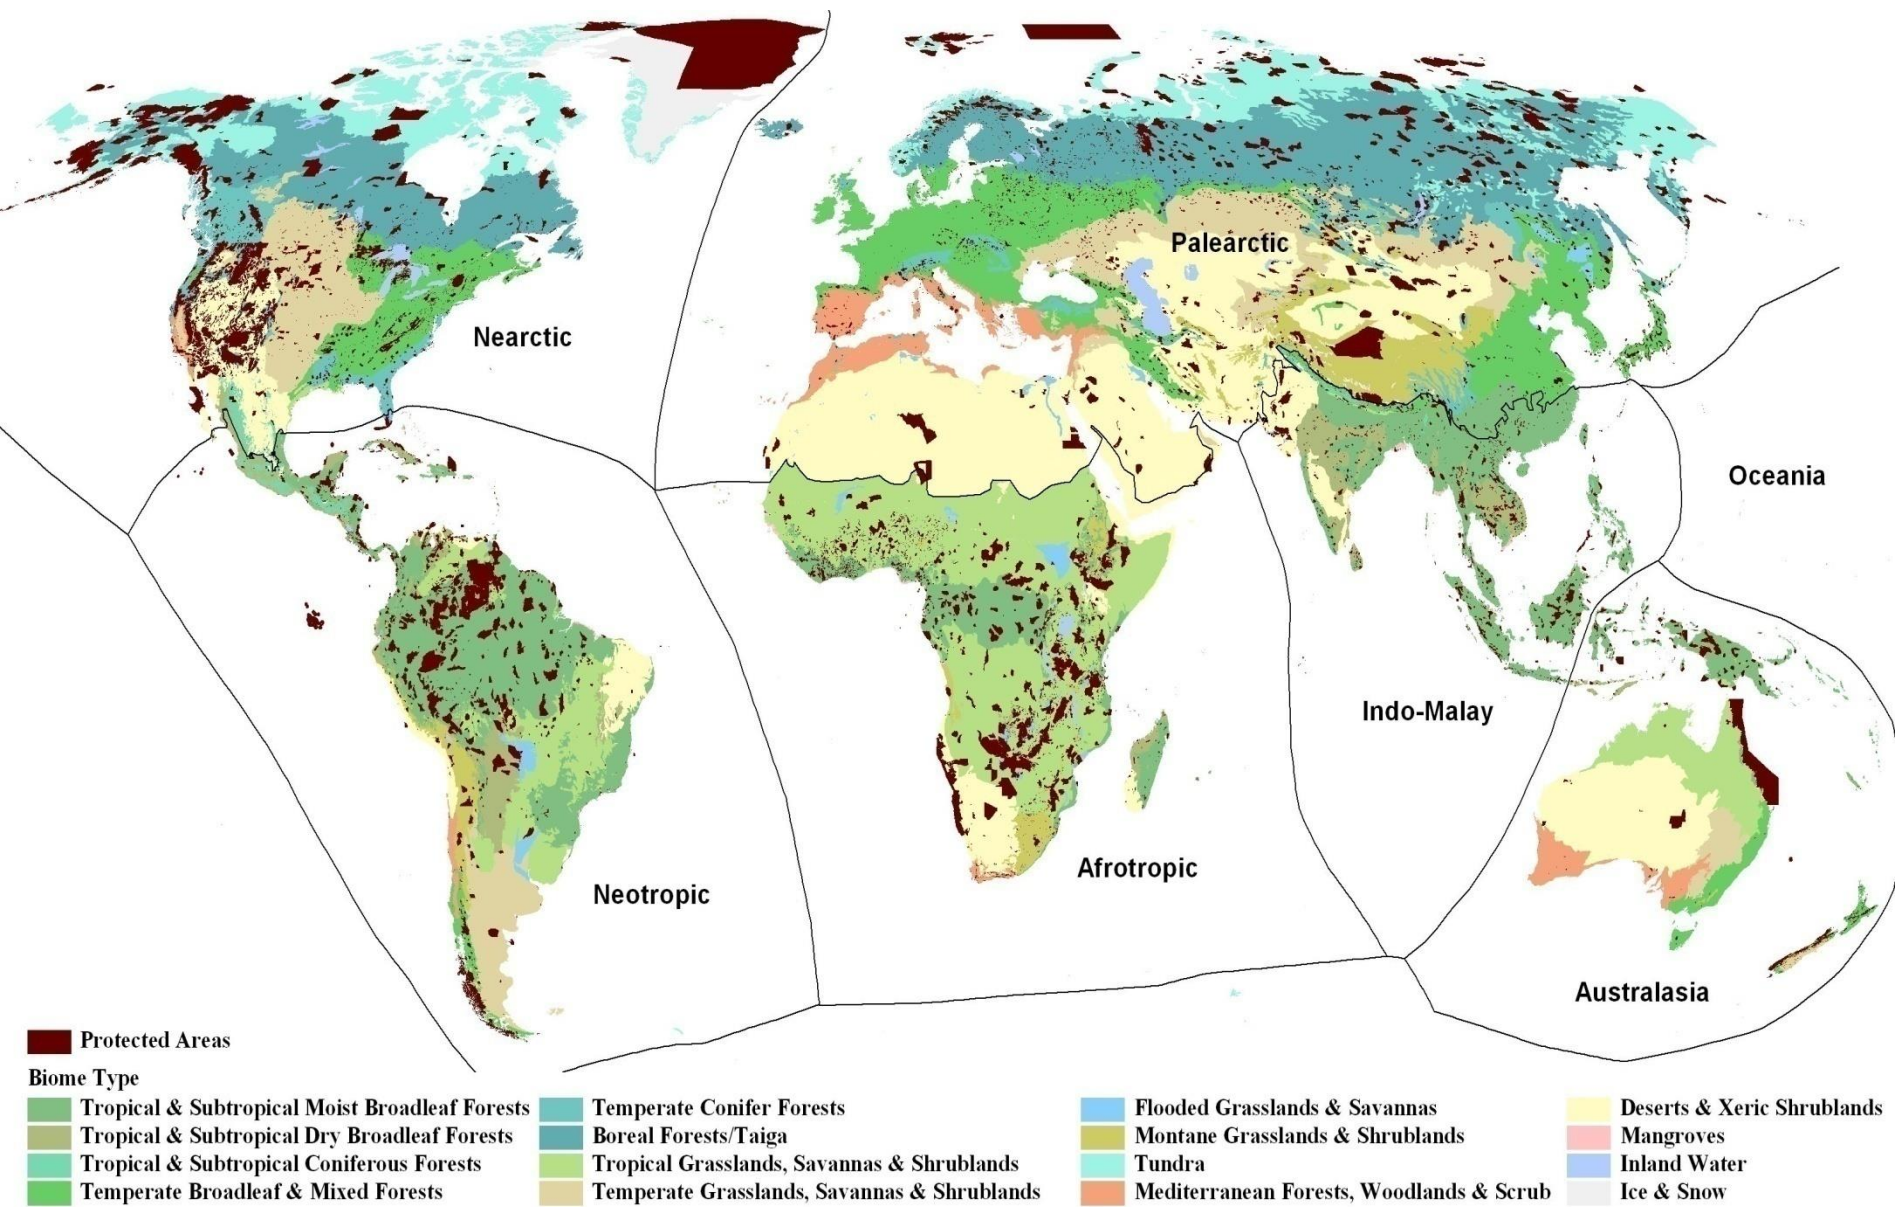 Palearctic
Nearctic
Oceania
Indo-Malay
Afrotropic
Neotropic
Australasia
Protected Areas
Biome Type
Tropical & Subtropical Moist Broadleaf Forests
Tropical & Subtropical Dry Broadleaf Forests
Tropical & Subtropical Coniferous Forests
Temperate Broadleaf & Mixed Forests
Temperate Conifer Forests
Boreal Forests/Taiga
Tropical Grasslands, Savannas & Shrublands
Temperate Grasslands, Savannas & Shrublands
Flooded Grasslands & Savannas
Montane Grasslands & Shrublands
Tundra
Mediterranean Forests, Woodlands & Scrub
Deserts & Xeric Shrublands
Mangroves
Inland Water
Ice & Snow